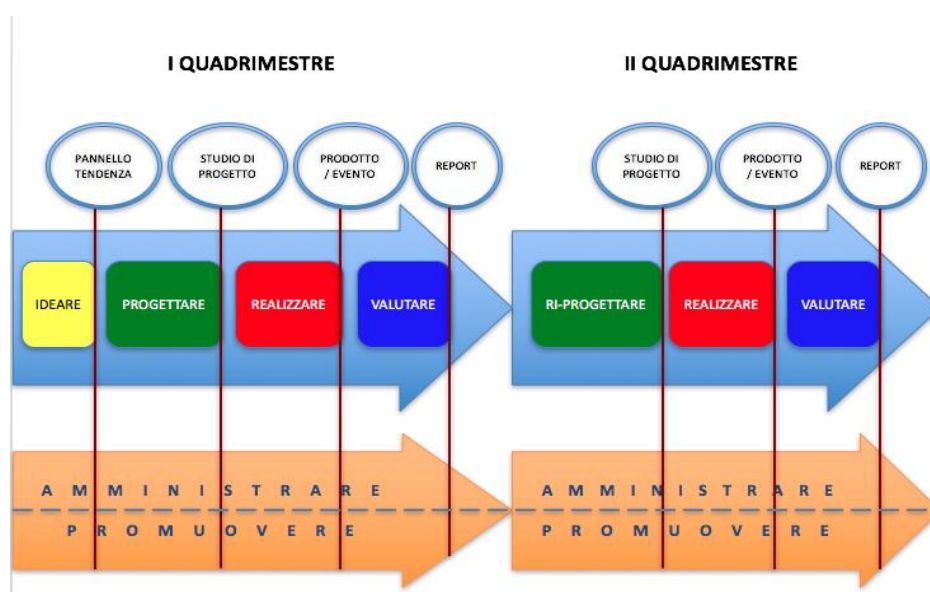 I QUADRIMESTRE
II QUADRIMESTRE
PANNELLO
TENDENZA
STUDIO DI
PROGETTO
PRODOTTO
/ EVENTO
REPORT
STUDIO DI
PROGETTO
PRODOTTO
/ EVENTO
REPORT
IDEARE
PROGETTARE
REALIZZARE
VALUTARE
RI-PROGETTARE
REALIZZARE
VALUTARE
A M M I N I S T R A R E
P R O M U O V E R E
A M M I N I S T R A R E
P R O M U O V E R E